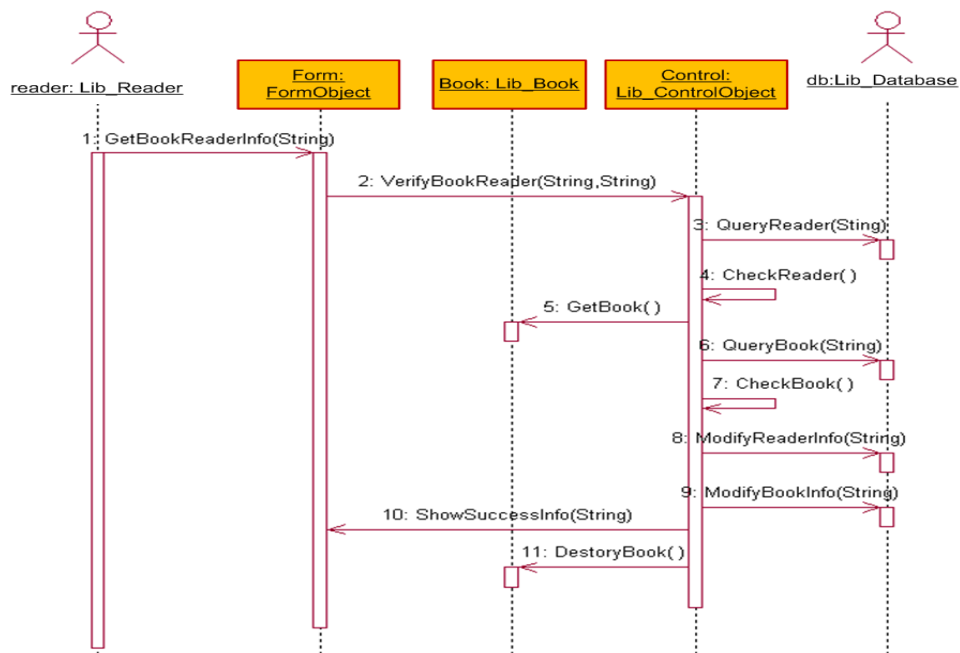 reader: Lib_Reader
Form:
FormObject
Book: Lib_Book
Control:
Lib_ControlObject
db:Lib_Database
1: GetBookReaderInfo(String)
2: VerifyBookReader(String,String)
3: QueryReader(Sting)
4: CheckReader( )
5: GetBook( )
6: QueryBook(String)
7: CheckBook( )
8: ModifyReaderInfo(String)
9: ModifyBookInfo(String)
10: ShowSuccessInfo(String)
11: DestoryBook( )